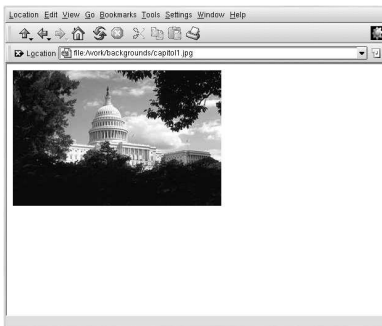 Location Edit View Go Bookmarks Tools Settings Window Help
Location file:/work/backgrounds/capitol1.jpg